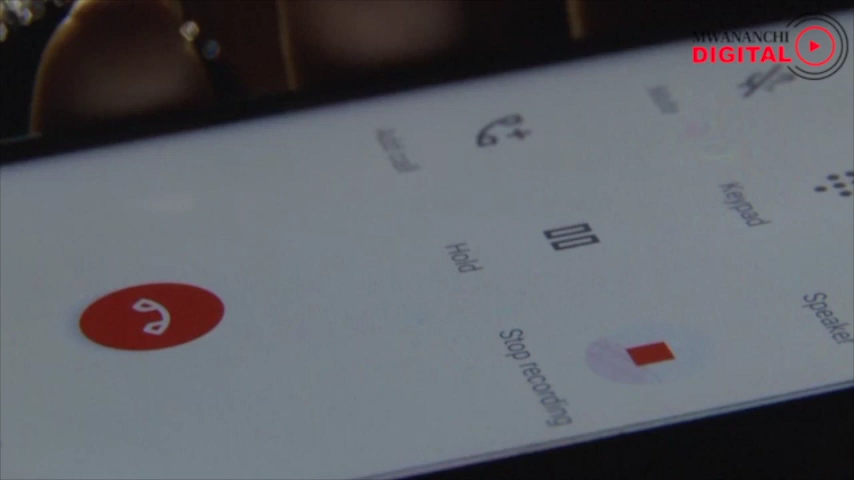 MWANANCHI
DIGITAL
Add call
Mute
Keypad
Hold
Speaker
Stop recording